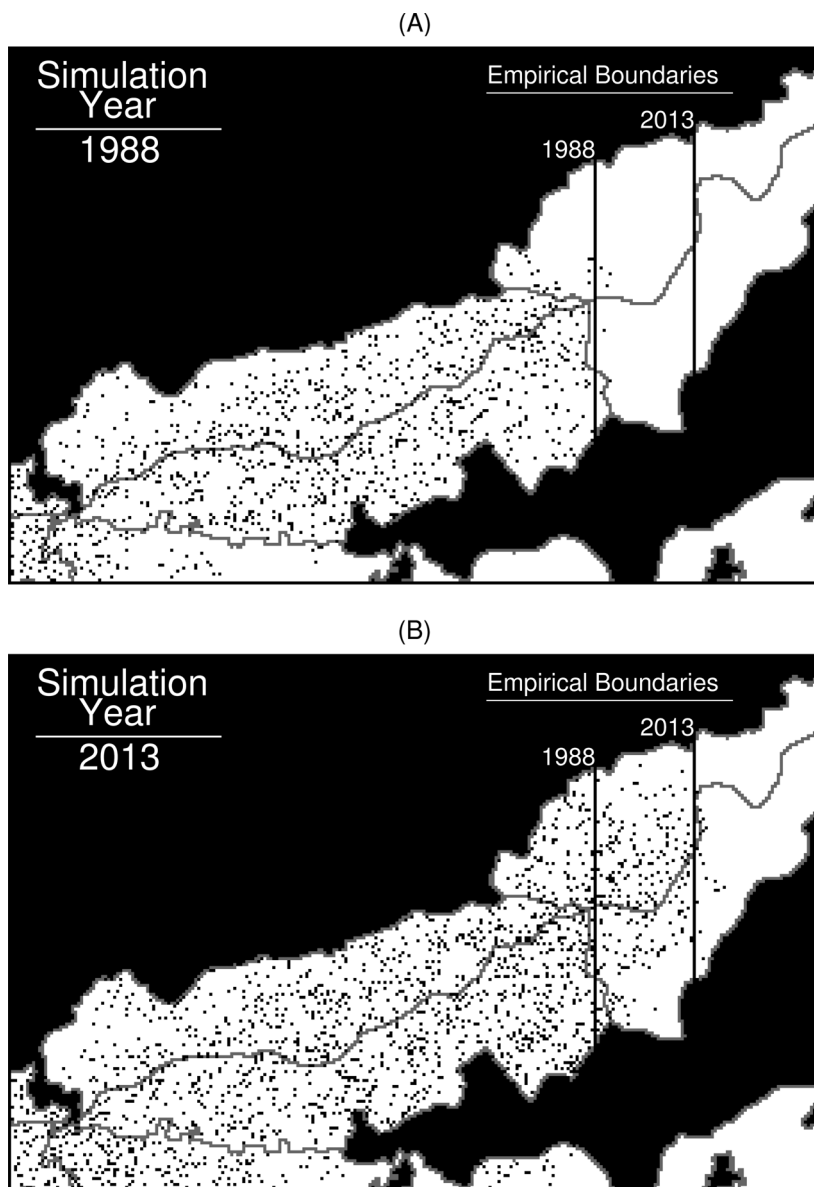 (A)
Simulation
Year
1988
Empirical Boundaries
2013
1988
(B)
Simulation
Year
2013
Empirical Boundaries
2013
1988